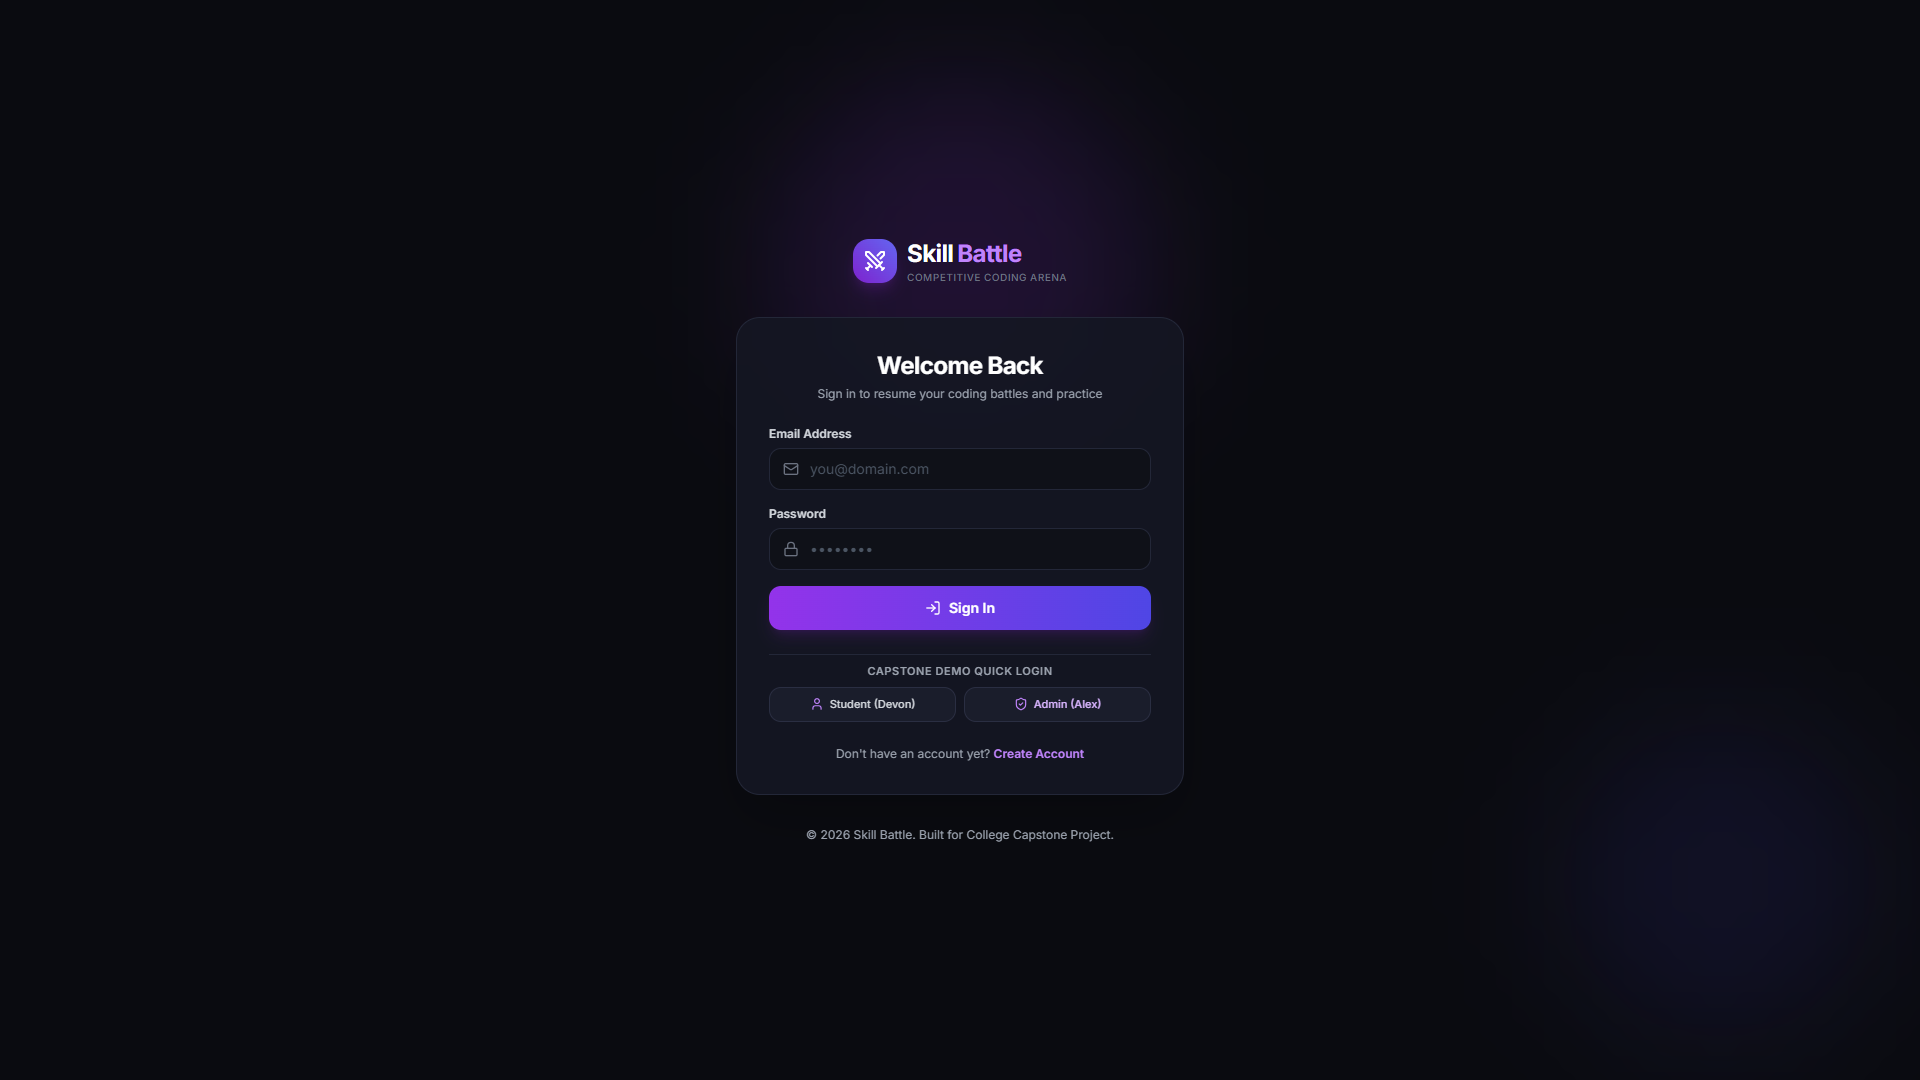 Skill Battle
COMPETITIVE CODING ARENA
Welcome Back
Sign in to resume your coding battles and practice
Email Address
you@domain.com
Password
••••••••
Sign In
CAPSTONE DEMO QUICK LOGIN
Student (Devon)
Admin (Alex)
Don't have an account yet? Create Account
© 2026 Skill Battle. Built for College Capstone Project.